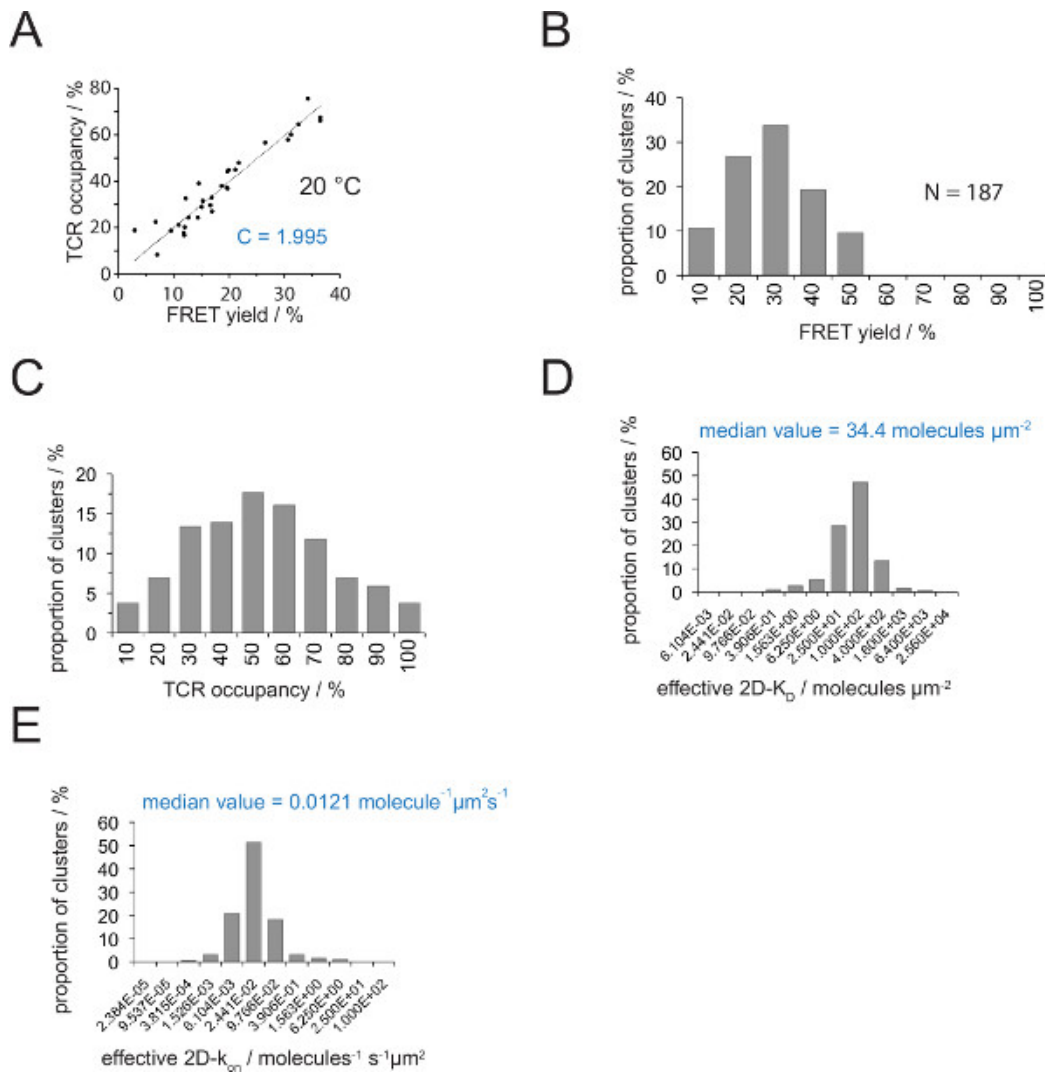 A
TCR occupancy / %
80
60
40
20
0
20 °C
C = 1.995
0 10 20 30 40
FRET yield / %
B
proportion of clusters / %
40
30
20
10
0
N = 187
10 20 30 40 50 60 70 80 90 100
FRET yield / %
C
proportion of clusters / %
20
15
10
5
0
10 20 30 40 50 60 70 80 90 100
TCR occupancy / %
D
median value = 34.4 molecules µm-2
proportion of clusters / %
60
50
40
30
20
10
0
6.104E-03 2.441E-02 9.766E-02 3.906E-01 1.563E+00 6.250E+00 2.500E+01 1.000E+02 4.000E+02 1.600E+03 6.400E+03 2.560E+04
effective 2D-KD / molecules µm-2
E
median value = 0.0121 molecule-1µm2s-1
proportion of clusters / %
60
50
40
30
20
10
0
2.384E-05 9.537E-05 3.815E-04 1.526E-03 6.104E-03 2.441E-02 9.766E-02 3.906E-01 1.563E+00 6.250E+00 2.500E+01 1.000E+02
effective 2D-kon / molecules-1 s-1µm2